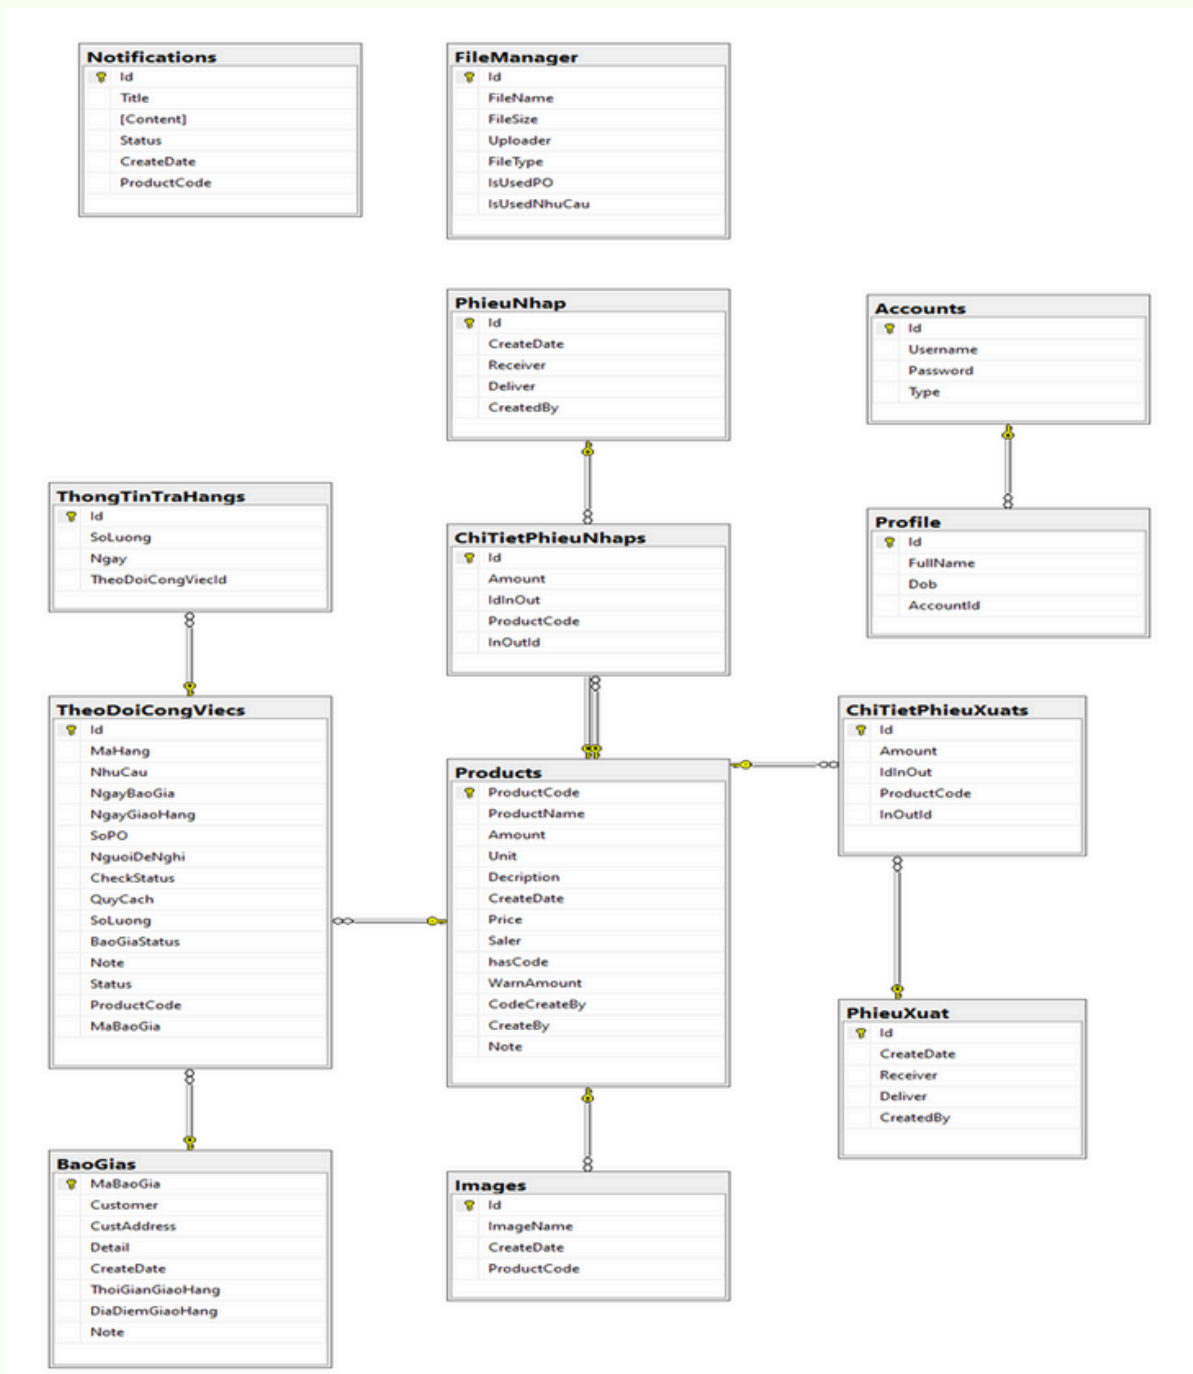 Notifications
Id
Title
[Content]
Status
CreateDate
ProductCode
FileManager
Id
FileName
FileSize
Uploader
FileType
IsUsedPO
IsUsedNhuCau
PhieuNhap
Id
CreateDate
Receiver
Deliver
CreatedBy
Accounts
Id
Username
Password
Type
ThongTinTraHangs
Id
SoLuong
Ngay
TheoDoiCongViecId
ChiTietPhieuNhaps
Id
Amount
IdInOut
ProductCode
InOutId
Profile
Id
FullName
Dob
AccountId
TheoDoiCongViecs
Id
MaHang
NhuCau
NgayBaoGia
NgayGiaoHang
SoPO
NguoiDeNghi
CheckStatus
QuyCach
SoLuong
BaoGiaStatus
Note
Status
ProductCode
MaBaoGia
Products
ProductCode
ProductName
Amount
Unit
Decription
CreateDate
Price
Saler
hasCode
WarnAmount
CodeCreateBy
CreateBy
Note
ChiTietPhieuXuats
Id
Amount
IdInOut
ProductCode
InOutId
PhieuXuat
Id
CreateDate
Receiver
Deliver
CreatedBy
BaoGias
MaBaoGia
Customer
CustAddress
Detail
CreateDate
ThoiGianGiaoHang
DiaDiemGiaoHang
Note
Images
Id
ImageName
CreateDate
ProductCode